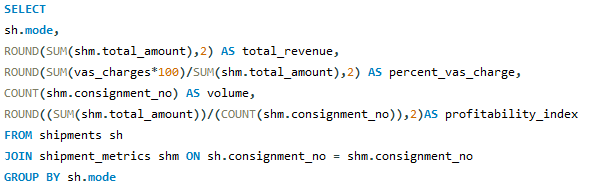 SELECT
sh.mode,
ROUND(SUM(shm.total_amount),2) AS total_revenue,
ROUND(SUM(vas_charges*100)/SUM(shm.total_amount),2) AS percent_vas_charge,
COUNT(shm.consignment_no) AS volume,
ROUND((SUM(shm.total_amount))/(COUNT(shm.consignment_no)),2)AS profitability_index
FROM shipments sh
JOIN shipment_metrics shm ON sh.consignment_no = shm.consignment_no
GROUP BY sh.mode